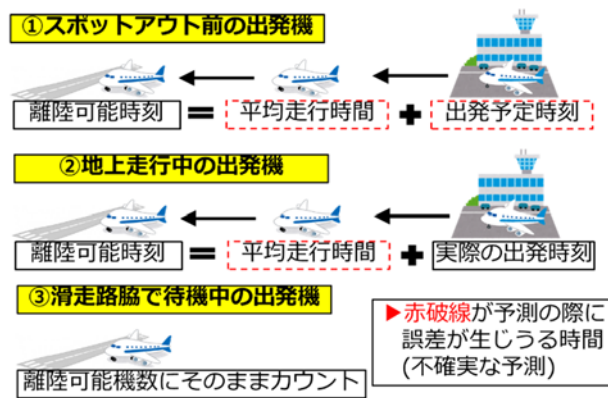 ①スポットアウト前の出発機
離陸可能時刻 = 平均走行時間 + 出発予定時刻
②地上走行中の出発機
離陸可能時刻 = 平均走行時間 + 実際の出発時刻
③滑走路脇で待機中の出発機
離陸可能機数にそのままカウント
▶赤破線が予測の際に
誤差が生じうる時間
(不確実な予測)